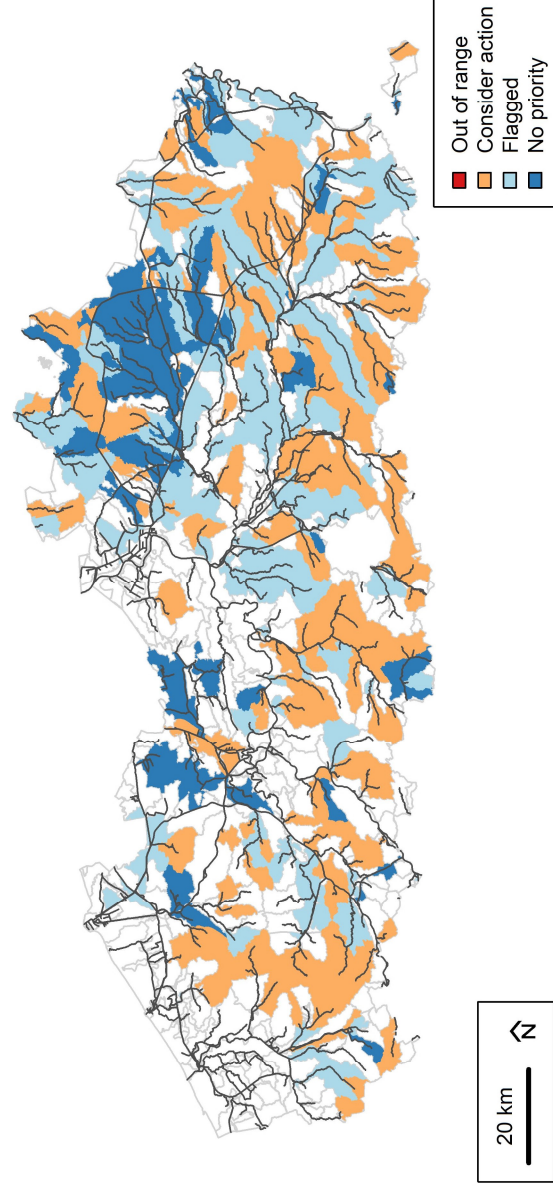 Out of range
Consider action
Flagged
No priority
20 km
N